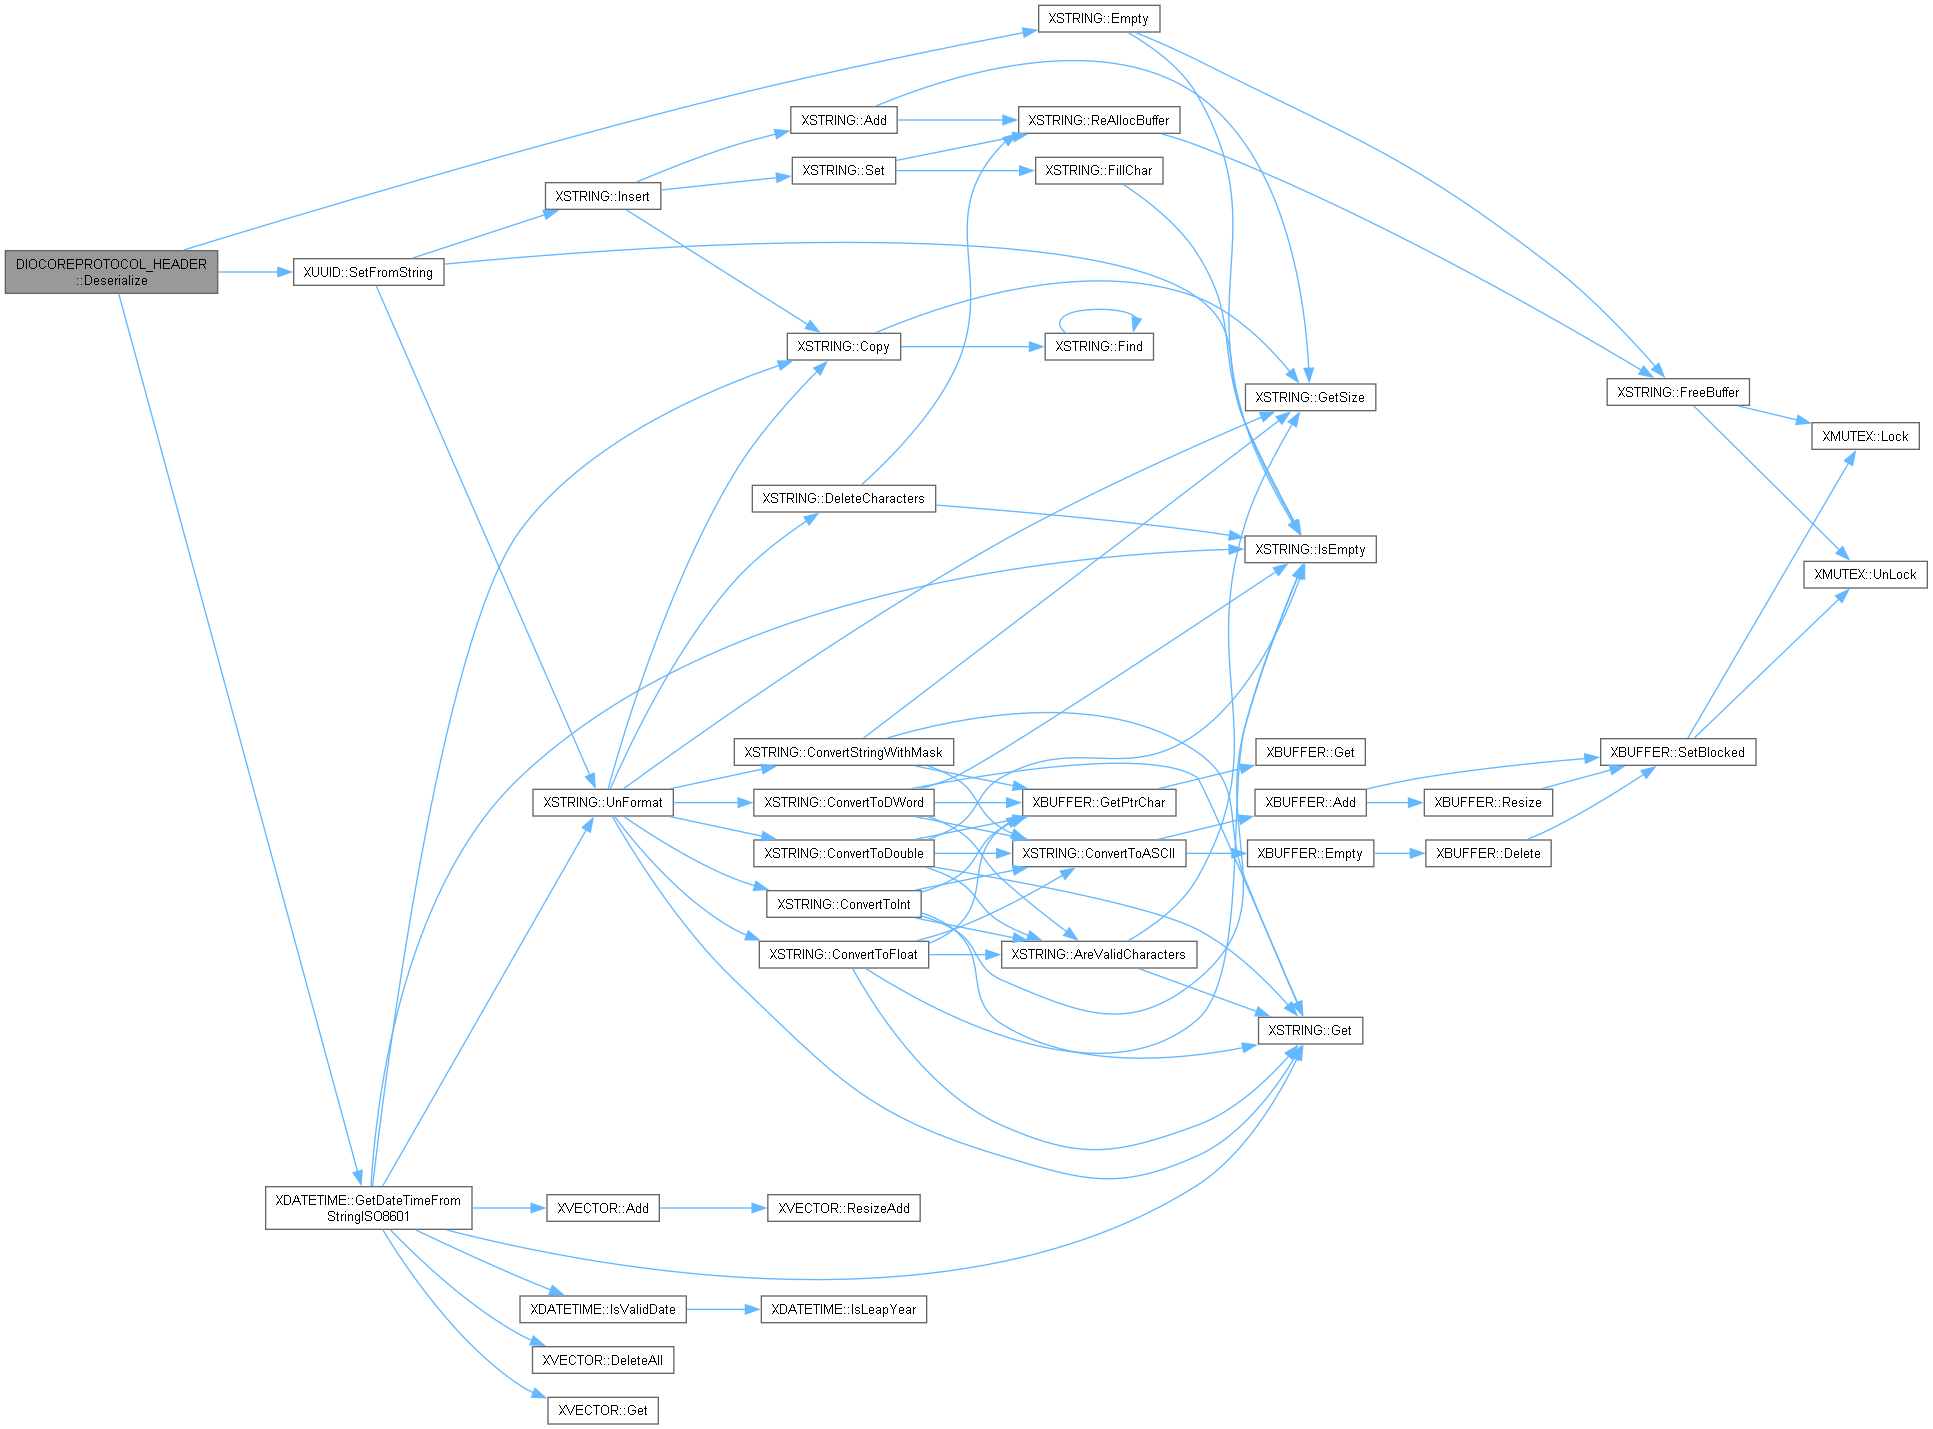 XSTRING::Empty
XSTRING::Add
XSTRING::ReAllocBuffer
XSTRING::Set
XSTRING::FillChar
XSTRING::Insert
DIOCOREPROTOCOL_HEADER
::Deserialize
XUUID::SetFromString
XSTRING::Copy
XSTRING::Find
XSTRING::GetSize
XSTRING::FreeBuffer
XMUTEX::Lock
XSTRING::DeleteCharacters
XSTRING::IsEmpty
XMUTEX::UnLock
XSTRING::ConvertStringWithMask
XBUFFER::Get
XBUFFER::SetBlocked
XSTRING::UnFormat
XSTRING::ConvertToDWord
XBUFFER::GetPtrChar
XBUFFER::Add
XBUFFER::Resize
XSTRING::ConvertToDouble
XSTRING::ConvertToASCII
XBUFFER::Empty
XBUFFER::Delete
XSTRING::ConvertToInt
XSTRING::ConvertToFloat
XSTRING::AreValidCharacters
XSTRING::Get
XDATETIME::GetDateTimeFrom
StringISO8601
XVECTOR::Add
XVECTOR::ResizeAdd
XDATETIME::IsValidDate
XDATETIME::IsLeapYear
XVECTOR::DeleteAll
XVECTOR::Get